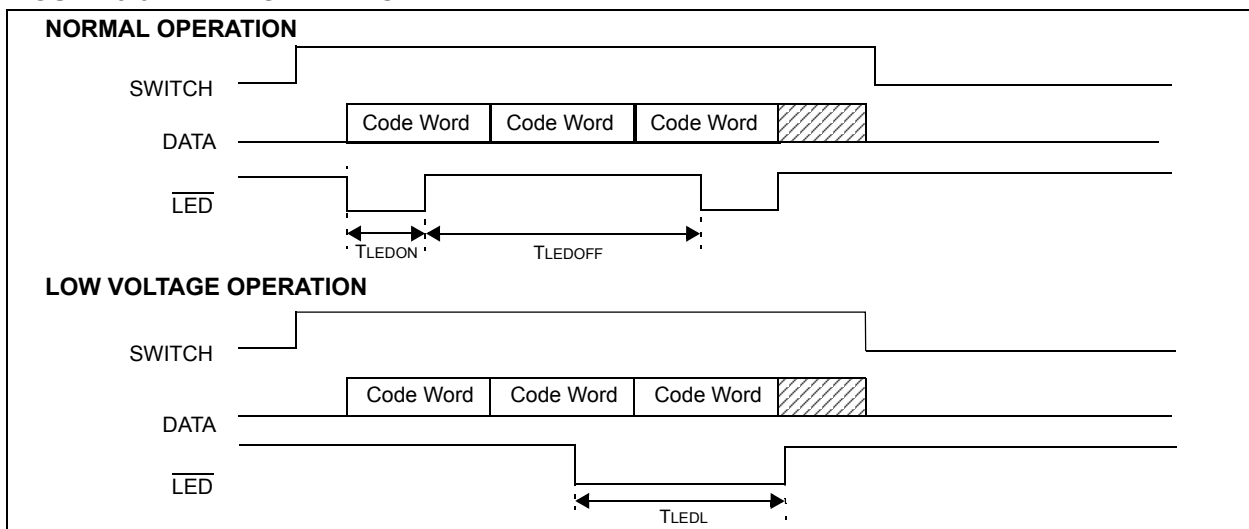 NORMAL OPERATION
SWITCH
Code Word Code Word Code Word
DATA
LED
TLEDON TLEDOFF
LOW VOLTAGE OPERATION
SWITCH
Code Word Code Word Code Word
DATA
LED
TLEDL